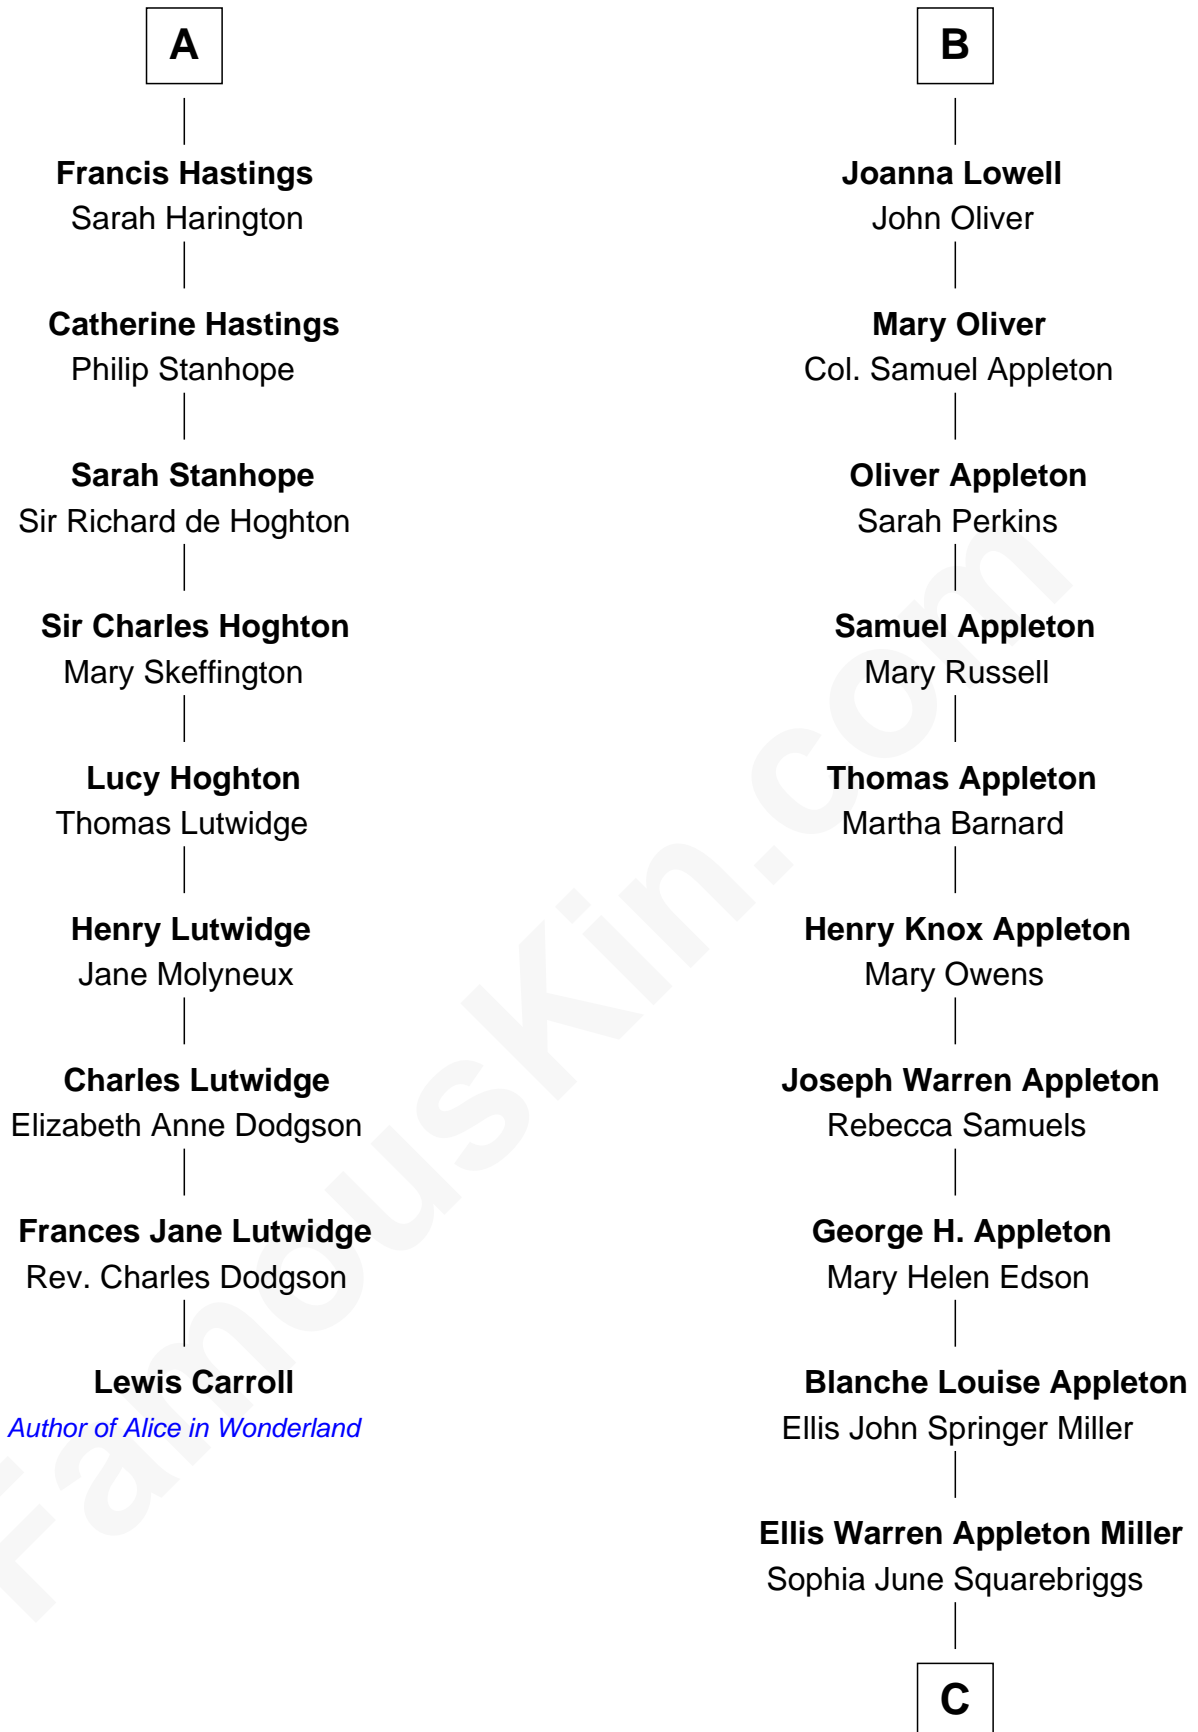 A
Francis Hastings
Sarah Harington
Catherine Hastings
Philip Stanhope
Sarah Stanhope
Sir Richard de Hoghton
Sir Charles Hoghton
Mary Skeffington
Lucy Hoghton
Thomas Lutwidge
Henry Lutwidge
Jane Molyneux
Charles Lutwidge
Elizabeth Anne Dodgson
Frances Jane Lutwidge
Rev. Charles Dodgson
Lewis Carroll
Author of Alice in Wonderland
B
Joanna Lowell
John Oliver
Mary Oliver
Col. Samuel Appleton
Oliver Appleton
Sarah Perkins
Samuel Appleton
Mary Russell
Thomas Appleton
Martha Barnard
Henry Knox Appleton
Mary Owens
Joseph Warren Appleton
Rebecca Samuels
George H. Appleton
Mary Helen Edson
Blanche Louise Appleton
Ellis John Springer Miller
Ellis Warren Appleton Miller
Sophia June Squarebriggs
C
FamousKin.com